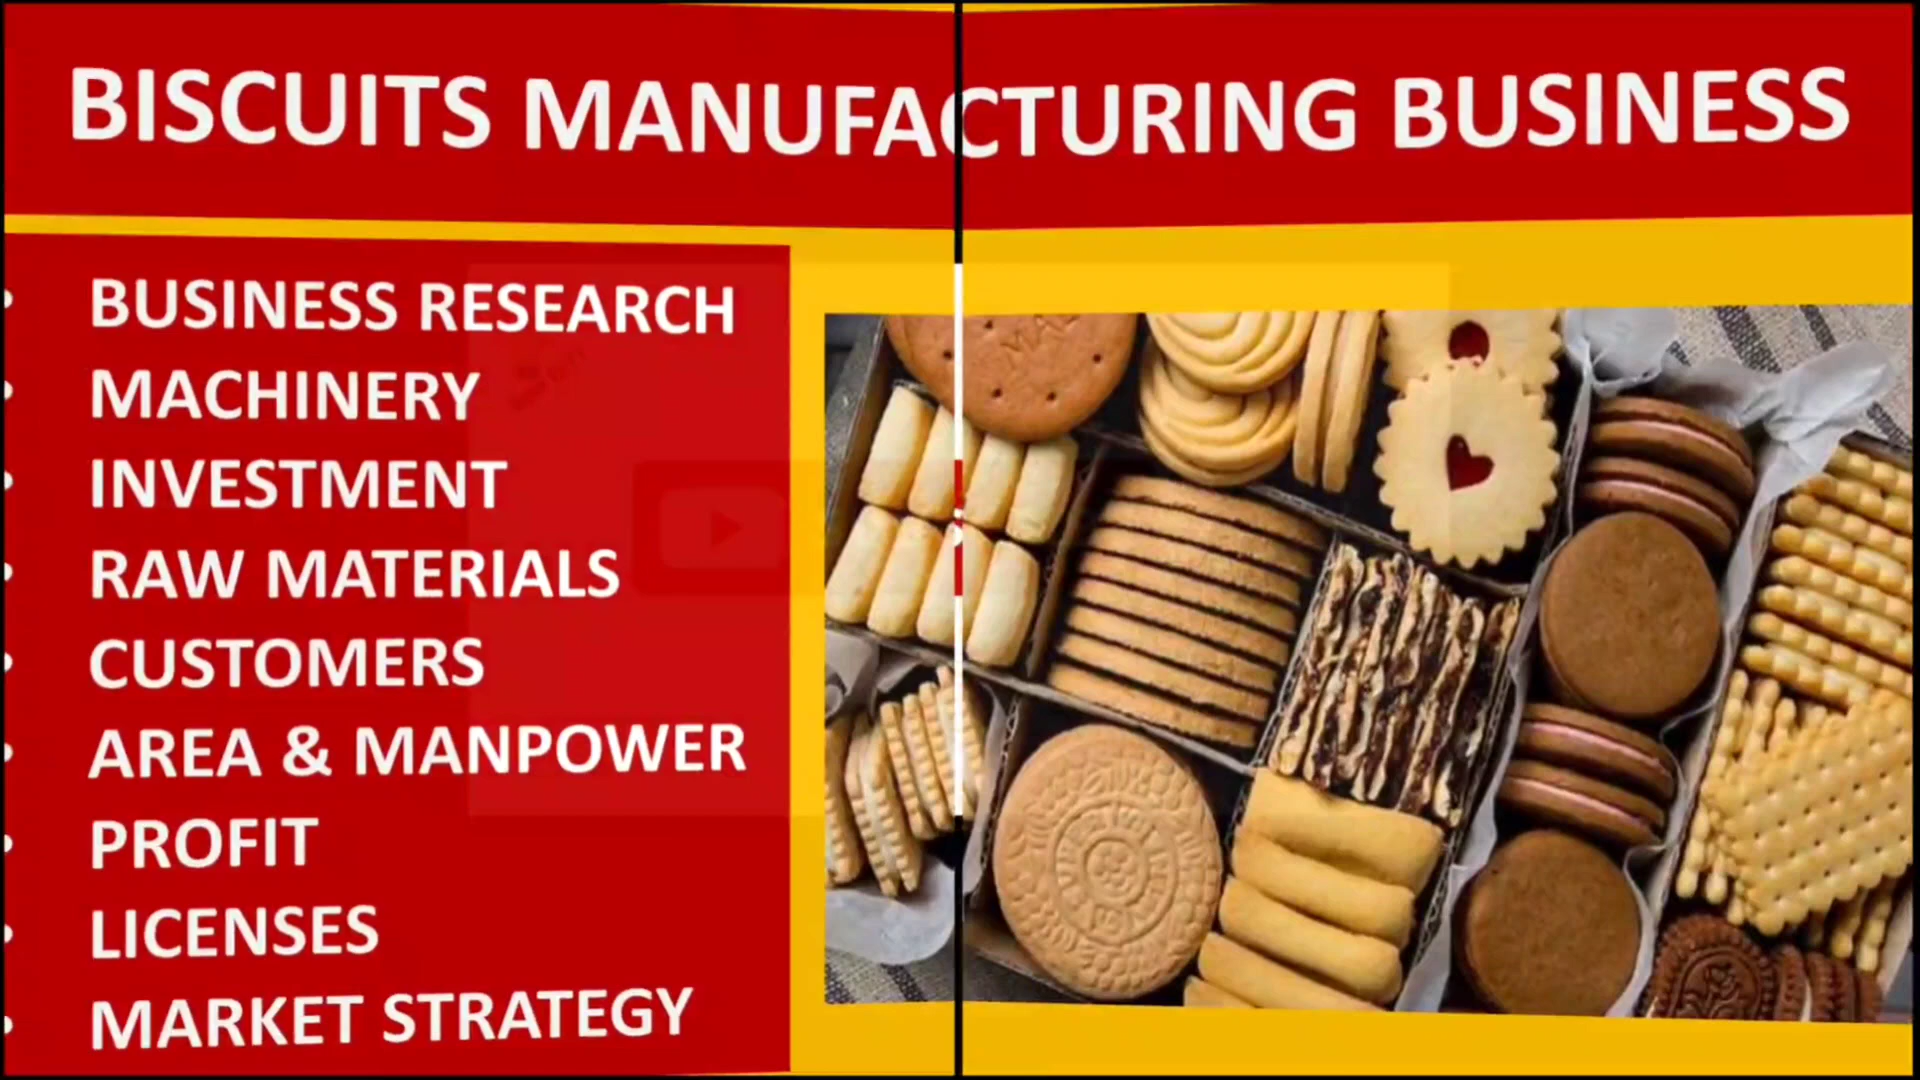 BISCUITS MANUFACTURING BUSINESS
BUSINESS RESEARCH
MACHINERY
INVESTMENT
RAW MATERIALS
CUSTOMERS
AREA & MANPOWER
PROFIT
LICENSES
MARKET STRATEGY